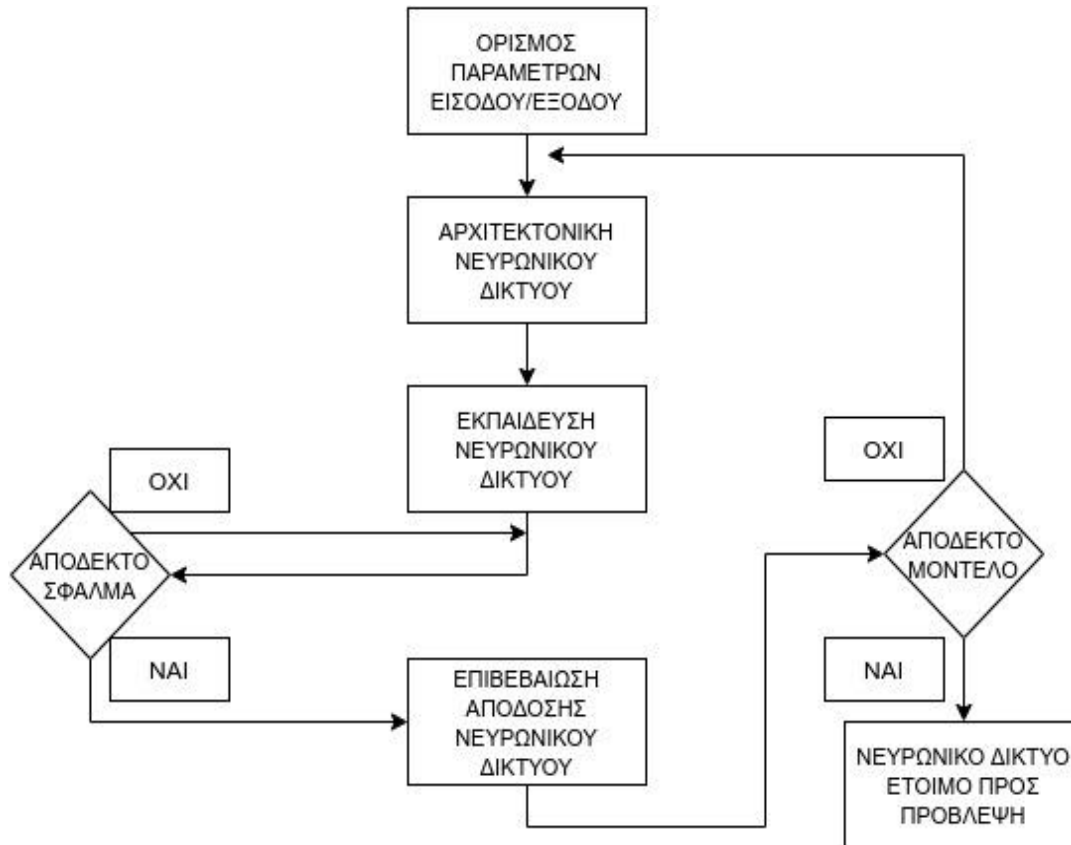 ΟΡΙΣΜΟΣ
ΠΑΡΑΜΕΤΡΩΝ
ΕΙΣΟΔΟΥ/ΕΞΟΔΟΥ
ΑΡΧΙΤΕΚΤΟΝΙΚΗ
ΝΕΥΡΩΝΙΚΟΥ
ΔΙΚΤΥΟΥ
ΕΚΠΑΙΔΕΥΣΗ
ΝΕΥΡΩΝΙΚΟΥ
ΔΙΚΤΥΟΥ
ΟΧΙ
ΑΠΟΔΕΚΤΟ
ΣΦΑΛΜΑ
ΝΑΙ
ΕΠΙΒΕΒΑΙΩΣΗ
ΑΠΟΔΟΣΗΣ
ΝΕΥΡΩΝΙΚΟΥ
ΔΙΚΤΥΟΥ
ΟΧΙ
ΑΠΟΔΕΚΤΟ
ΜΟΝΤΕΛΟ
ΝΑΙ
ΝΕΥΡΩΝΙΚΟ ΔΙΚΤΥΟ
ΕΤΟΙΜΟ ΠΡΟΣ
ΠΡΟΒΛΕΨΗ